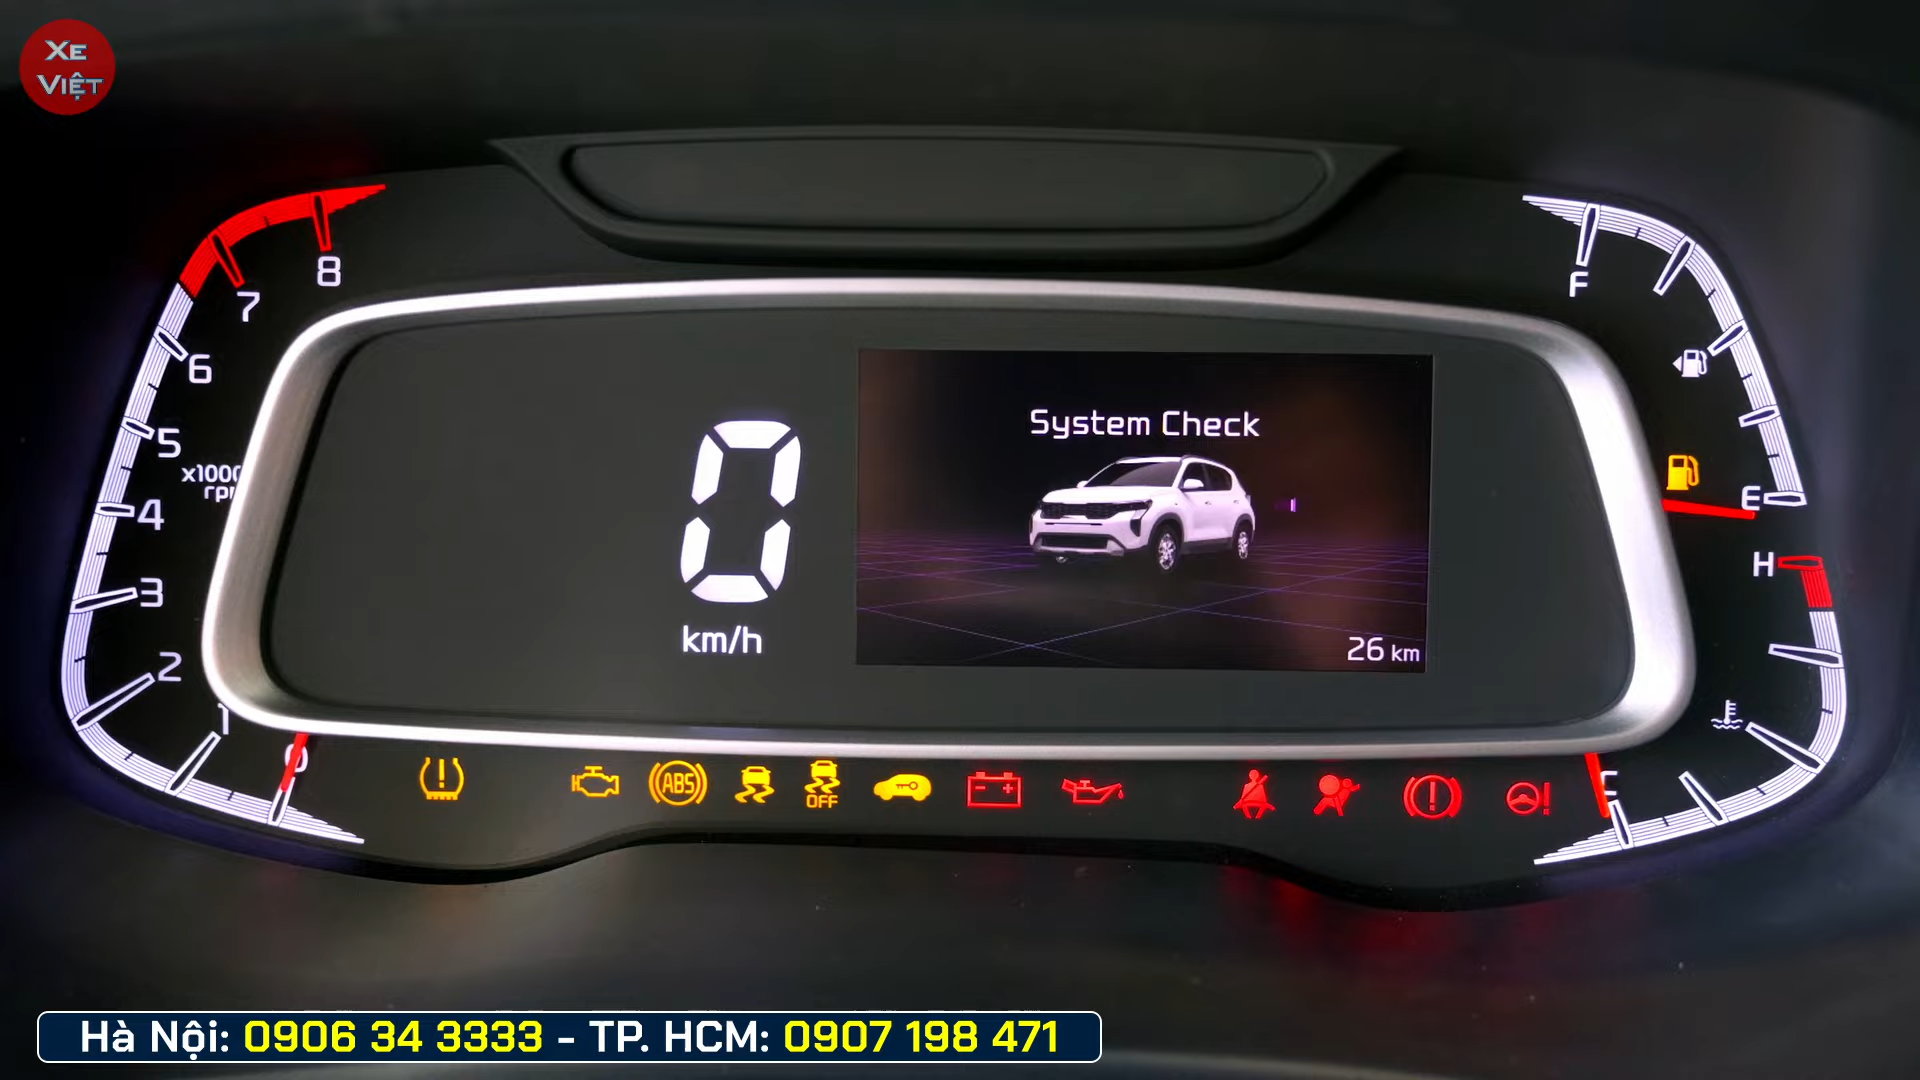 XE
VIỆT
8
7
6
5
x1000
4
3
2
1
0
0
km/h
System Check
26 km
F
E
H
ABS
OFF
Hà Nội: 0906 34 3333 - TP. HCM: 0907 198 471